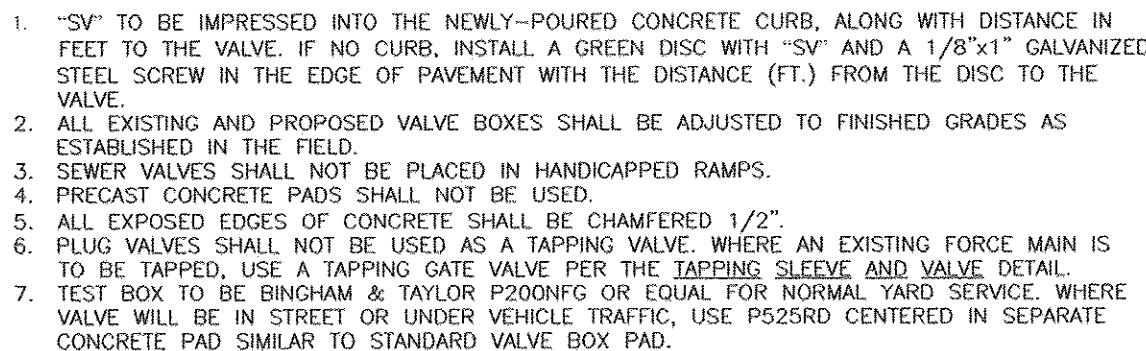 1. "SV" TO BE IMPRESSED INTO THE NEWLY-POURED CONCRETE CURB, ALONG WITH DISTANCE IN
FEET TO THE VALVE. IF NO CURB, INSTALL A GREEN DISC WITH "SV" AND A 1/8"x1" GALVANIZED
STEEL SCREW IN THE EDGE OF PAVEMENT WITH THE DISTANCE (FT.) FROM THE DISC TO THE
VALVE.
2. ALL EXISTING AND PROPOSED VALVE BOXES SHALL BE ADJUSTED TO FINISHED GRADES AS
ESTABLISHED IN THE FIELD.
3. SEWER VALVES SHALL NOT BE PLACED IN HANDICAPPED RAMPS.
4. PRECAST CONCRETE PADS SHALL NOT BE USED.
5. ALL EXPOSED EDGES OF CONCRETE SHALL BE CHAMFERED 1/2".
6. PLUG VALVES SHALL NOT BE USED AS A TAPPING VALVE. WHERE AN EXISTING FORCE MAIN IS
TO BE TAPPED, USE A TAPPING GATE VALVE PER THE TAPPING SLEEVE AND VALVE DETAIL.
7. TEST BOX TO BE BINGHAM & TAYLOR P200NFG OR EQUAL FOR NORMAL YARD SERVICE. WHERE
VALVE WILL BE IN STREET OR UNDER VEHICLE TRAFFIC, USE P525RD CENTERED IN SEPARATE
CONCRETE PAD SIMILAR TO STANDARD VALVE BOX PAD.